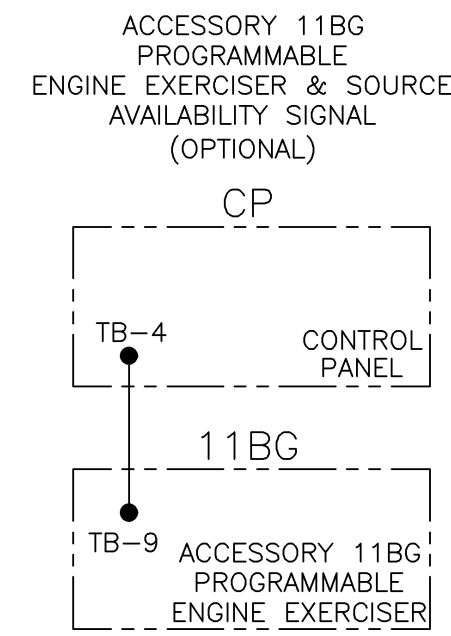 ACCESSORY 11BG
PROGRAMMABLE
ENGINE EXERCISER & SOURCE
AVAILABILITY SIGNAL
(OPTIONAL)
CP
TB-4
CONTROL
PANEL
11BG
TB-9
ACCESSORY 11BG
PROGRAMMABLE
ENGINE EXERCISER